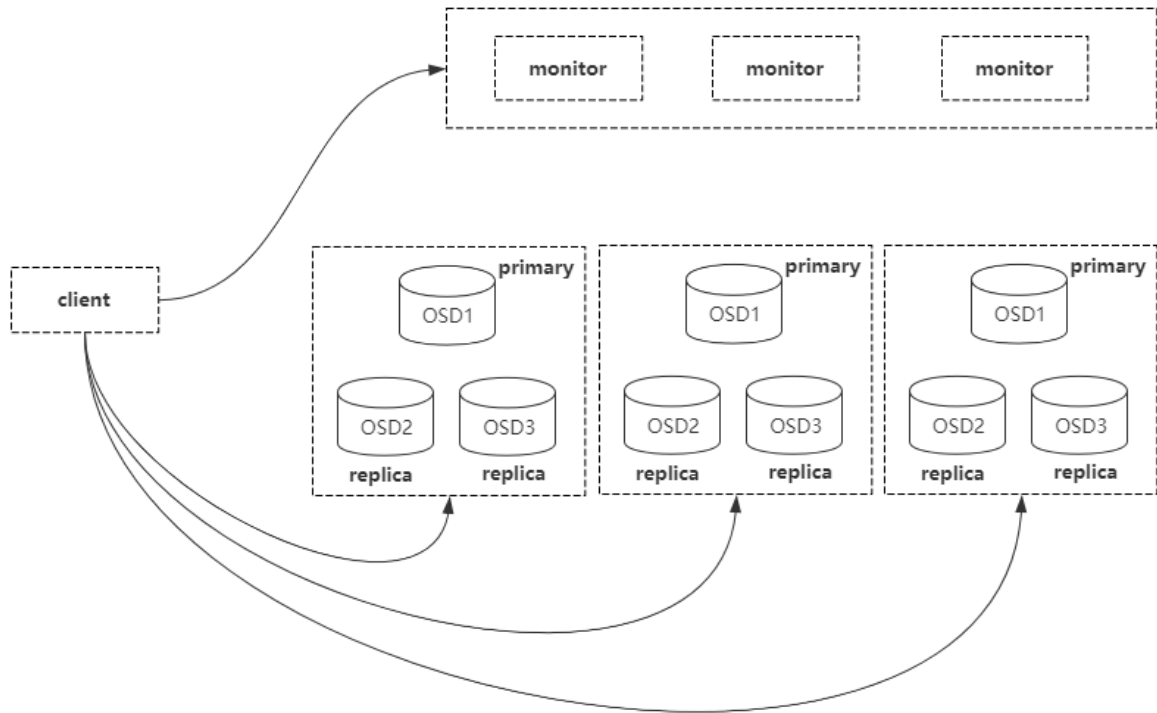 monitor monitor monitor
client
primary primary primary
OSD1 OSD1 OSD1
OSD2 OSD3 OSD2 OSD3 OSD2 OSD3
replica replica replica replica replica replica